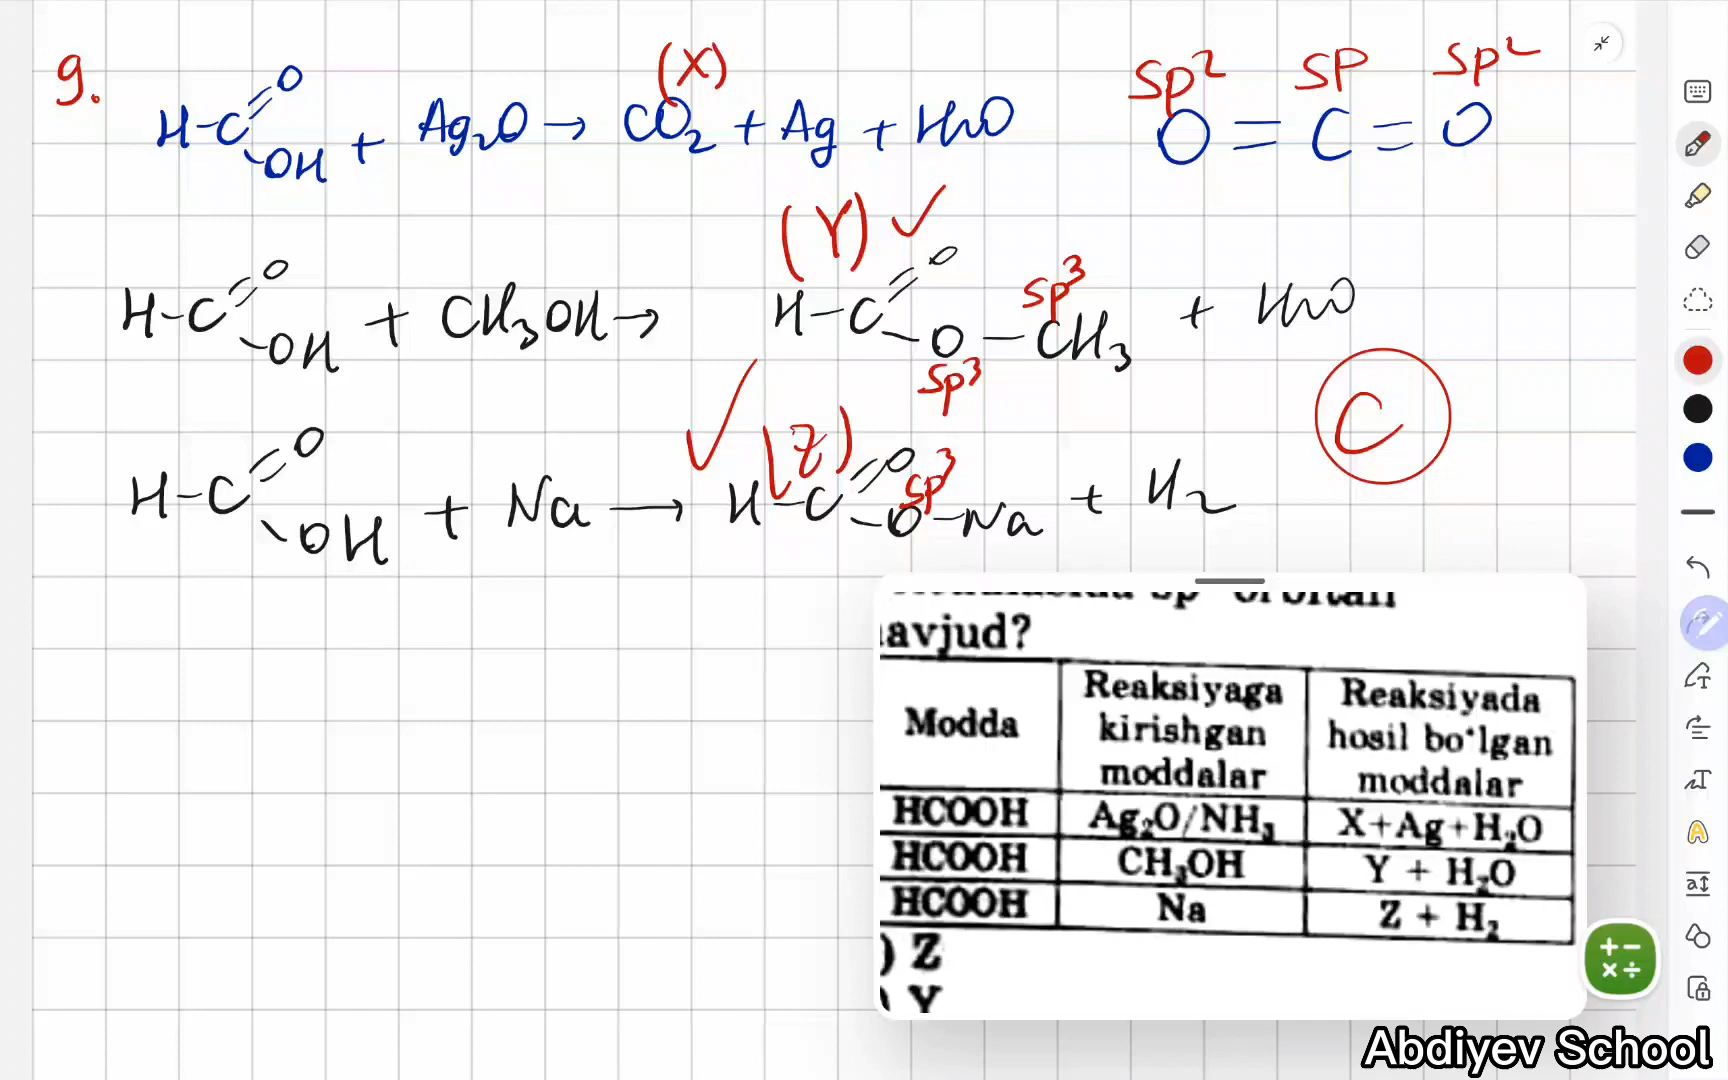 9.
H-C=O-OH + Ag2O → CO2 (X) + Ag + H2O
sp2 sp sp2
O=C=O
(Y) ✓
H-C=O-OH + CH3OH → H-C=O-O-CH3 + H2O
sp3
sp3
C
✓ (Z)
H-C=O-OH + Na → H-C=O-O-Na + H2
sp3
orbitali
avjud?
Modda
Reaksiyaga kirishgan moddalar
Reaksiyada hosil bo'lgan moddalar
HCOOH Ag2O/NH3 X+Ag+H2O
HCOOH CH3OH Y + H2O
HCOOH Na Z + H2
) Z
) Y
Abdiyev School